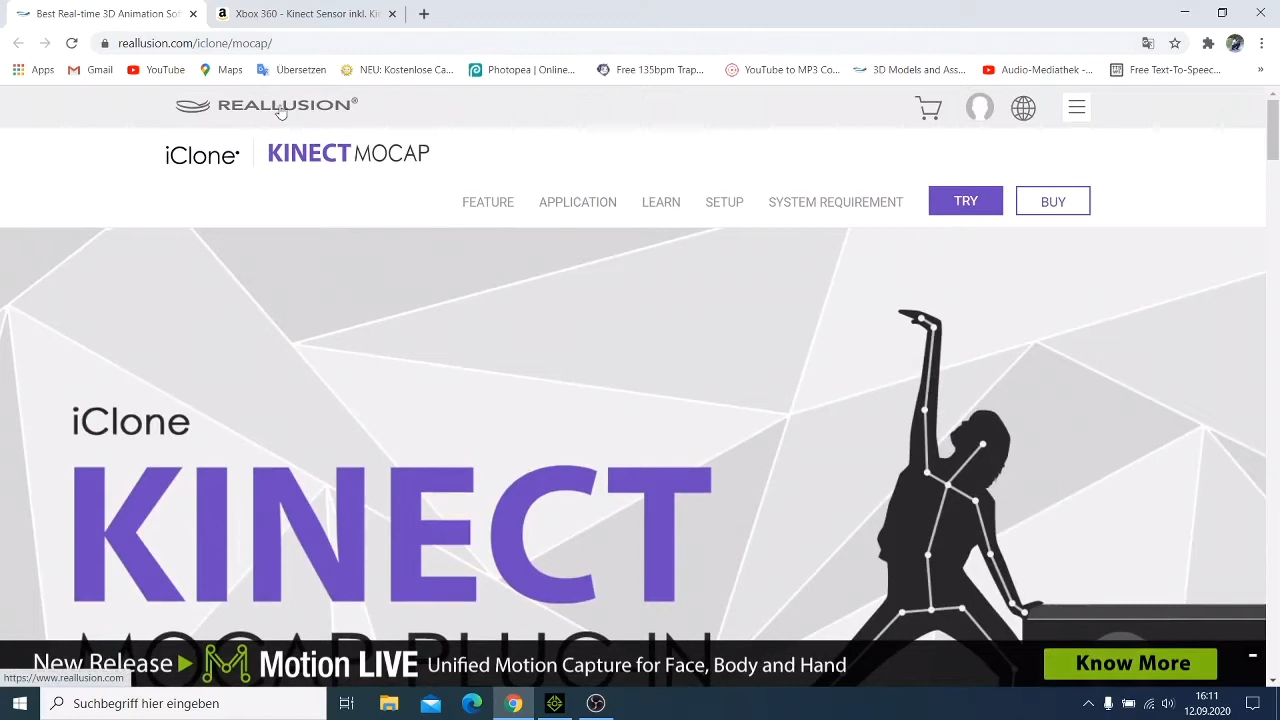 Best Real-time 3D Animation So
Xbox 360 - Kinect Sensor inkl. Ki
reallusion.com/iclone/mocap/
Apps
Gmail
YouTube
Maps
Übersetzen
NEU: Kostenlose Ca...
Photopea | Online...
Free 135bpm Trap...
YouTube to MP3 Co...
3D Models and Ass...
Audio-Mediathek -...
Free Text-To-Speec...
»
REALLUSION®
iClone
KINECT MOCAP
FEATURE
APPLICATION
LEARN
SETUP
SYSTEM REQUIREMENT
TRY
BUY
iClone
KINECT
MOCAP PLUG IN
New Release
Motion LIVE
Unified Motion Capture for Face, Body and Hand
Know More
https://www.reallusion.com
Suchbegriff hier eingeben
16:11
12.09.2020